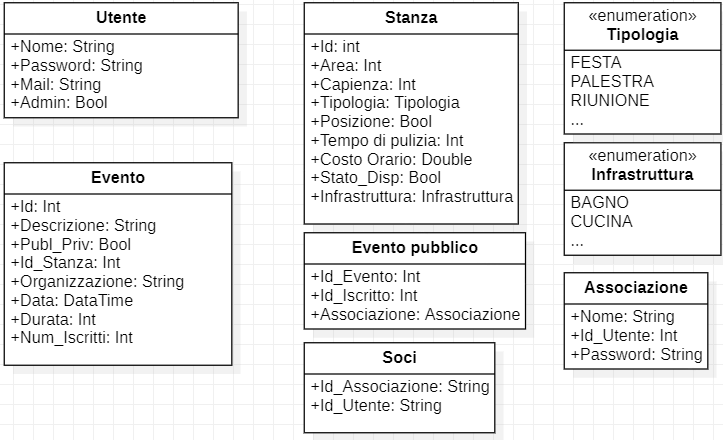 Utente
+Nome: String
+Password: String
+Mail: String
+Admin: Bool
Evento
+Id: Int
+Descrizione: String
+Publ_Priv: Bool
+Id_Stanza: Int
+Organizzazione: String
+Data: DataTime
+Durata: Int
+Num_Iscritti: Int
Stanza
+Id: int
+Area: Int
+Capienza: Int
+Tipologia: Tipologia
+Posizione: Bool
+Tempo di pulizia: Int
+Costo Orario: Double
+Stato_Disp: Bool
+Infrastruttura: Infrastruttura
Evento pubblico
+Id_Evento: Int
+Id_Iscritto: Int
+Associazione: Associazione
Soci
+Id_Associazione: String
+Id_Utente: String
«enumeration»
Tipologia
FESTA
PALESTRA
RIUNIONE
...
«enumeration»
Infrastruttura
BAGNO
CUCINA
...
Associazione
+Nome: String
+Id_Utente: Int
+Password: String